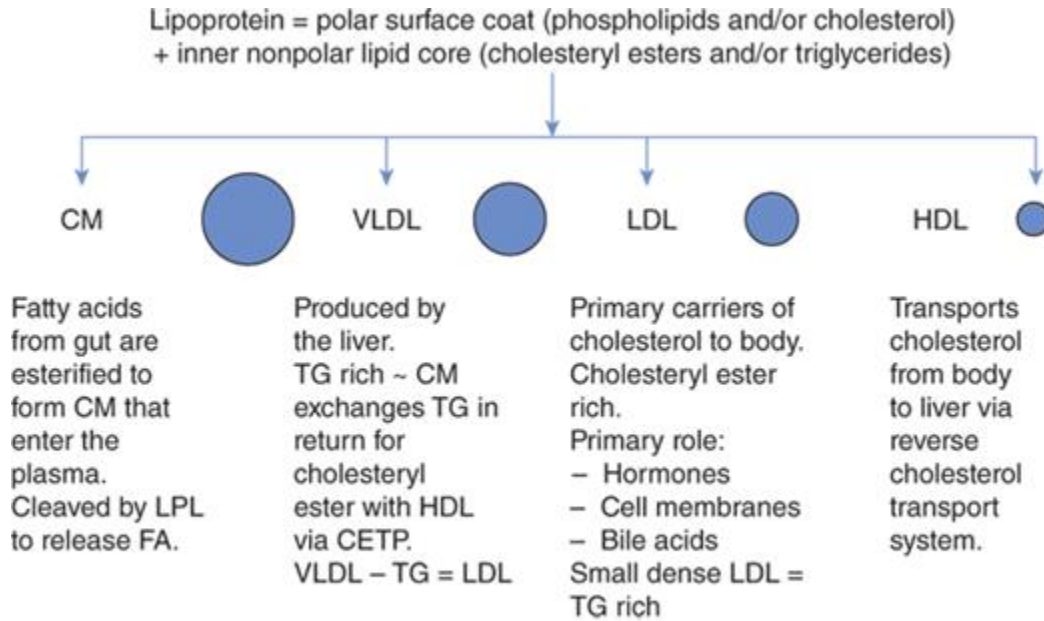 Lipoprotein = polar surface coat (phospholipids and/or cholesterol)
+ inner nonpolar lipid core (cholesteryl esters and/or triglycerides)
CM
VLDL
LDL
HDL
Fatty acids
from gut are
esterified to
form CM that
enter the
plasma.
Cleaved by LPL
to release FA.
Produced by
the liver.
TG rich ~ CM
exchanges TG in
return for
cholesteryl
ester with HDL
via CETP.
VLDL – TG = LDL
Primary carriers of
cholesterol to body.
Cholesteryl ester
rich.
Primary role:
– Hormones
– Cell membranes
– Bile acids
Small dense LDL =
TG rich
Transports
cholesterol
from body
to liver via
reverse
cholesterol
transport
system.